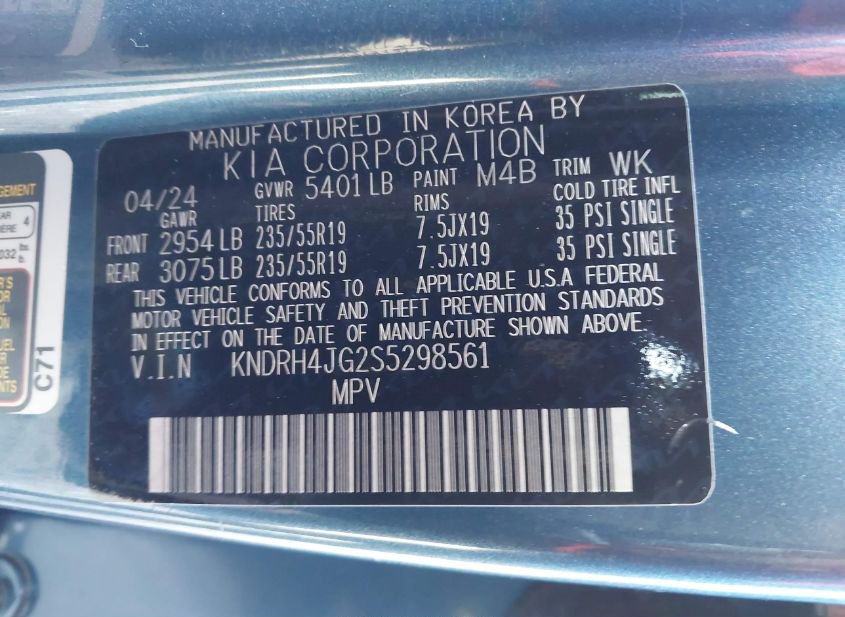 MANUFACTURED IN KOREA BY
KIA CORPORATION
04/24 GVWR 5401 LB PAINT M4B TRIM WK
GAWR TIRES RIMS COLD TIRE INFL
FRONT 2954 LB 235/55R19 7.5JX19 35 PSI SINGLE
REAR 3075 LB 235/55R19 7.5JX19 35 PSI SINGLE
THIS VEHICLE CONFORMS TO ALL APPLICABLE U.S.A FEDERAL
MOTOR VEHICLE SAFETY AND THEFT PREVENTION STANDARDS
IN EFFECT ON THE DATE OF MANUFACTURE SHOWN ABOVE.
V.I.N KNDRH4JG2S5298561
MPV
4
C71